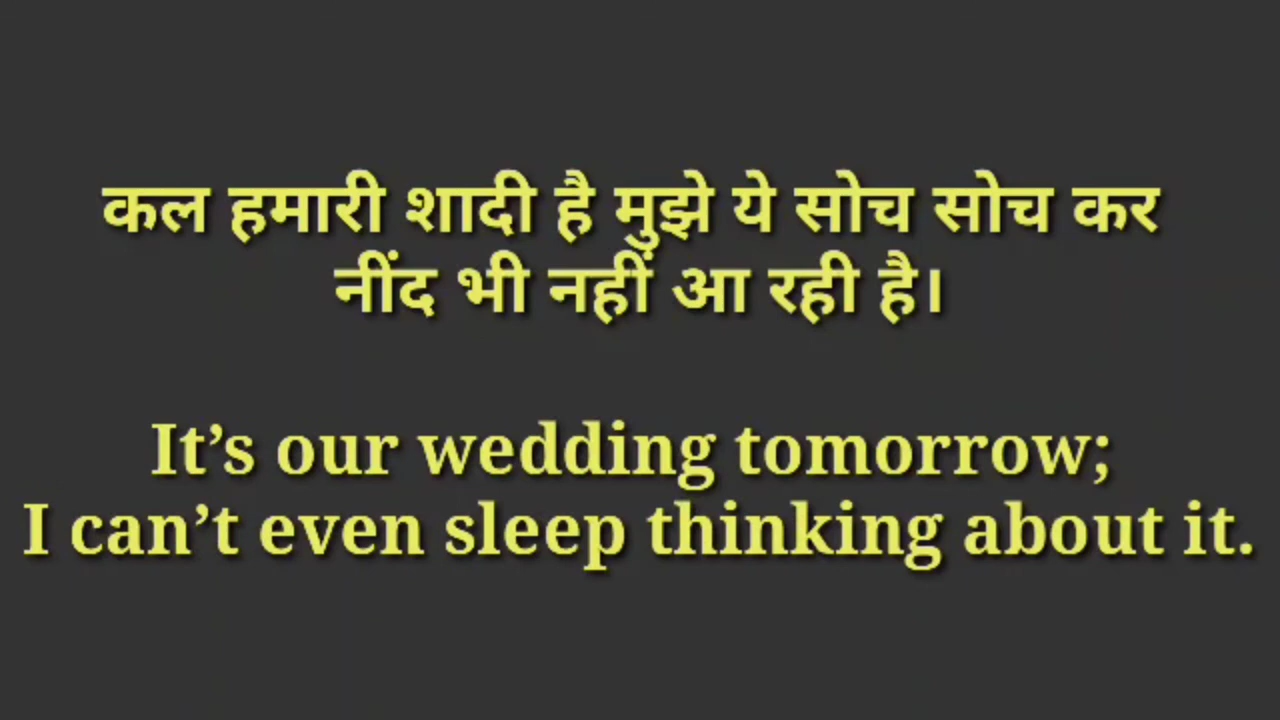 कल हमारी शादी है मुझे ये सोच सोच कर
नींद भी नहीं आ रही है।
It’s our wedding tomorrow;
I can’t even sleep thinking about it.